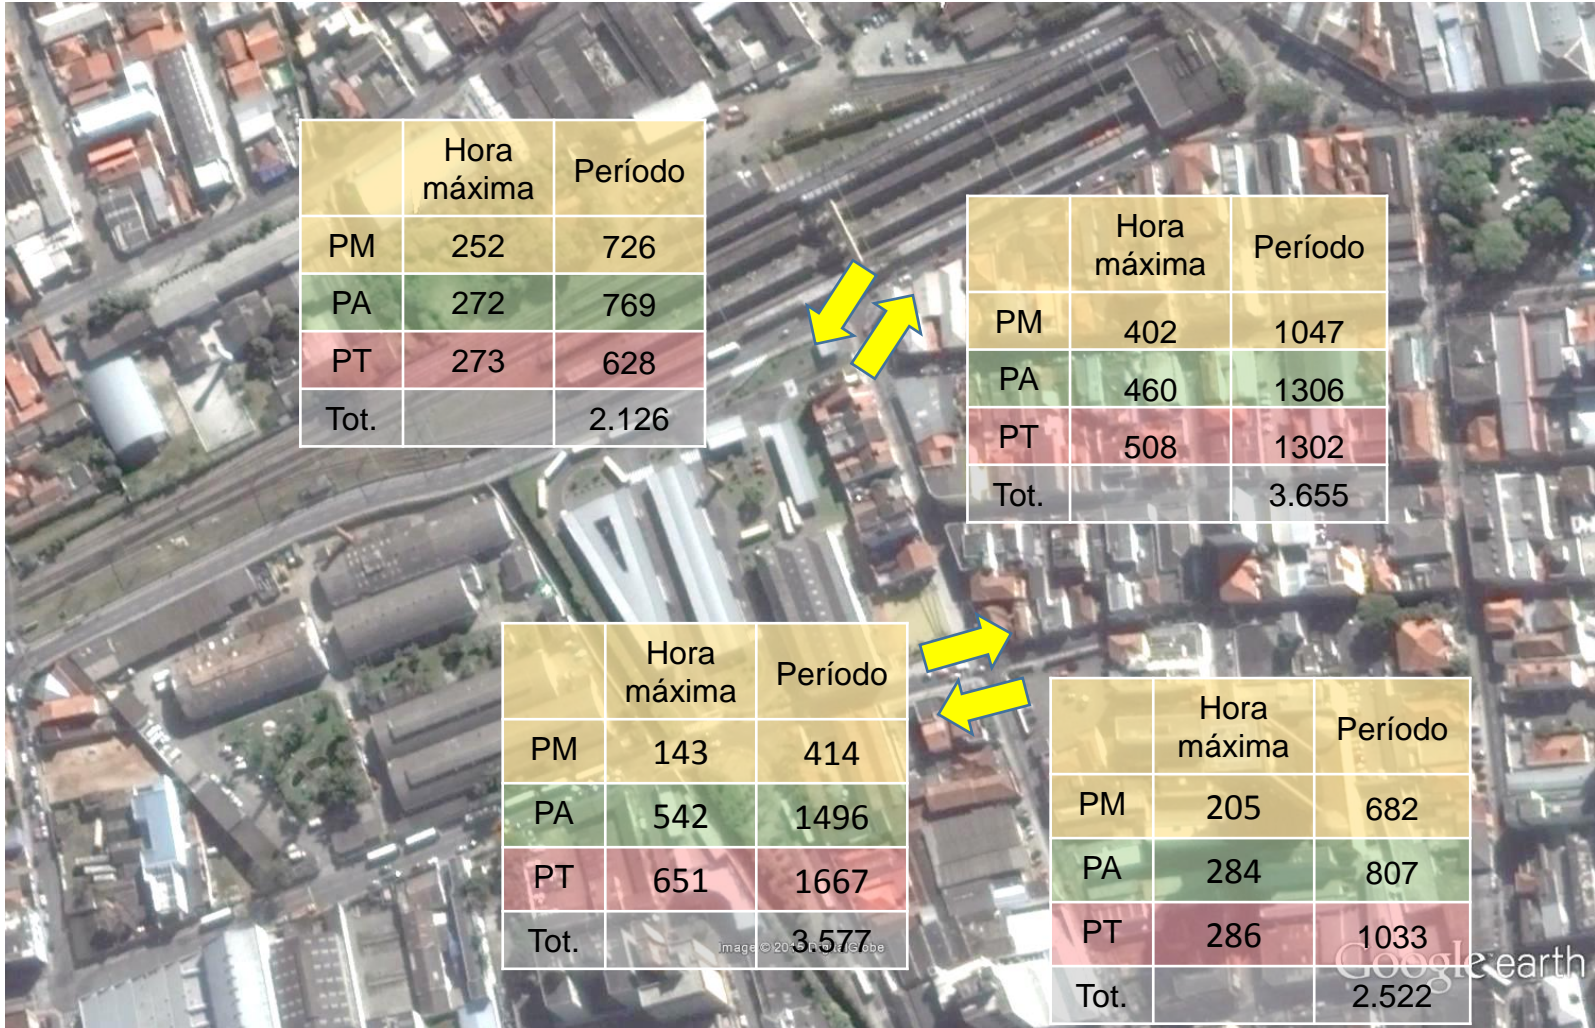 Hora
máxima Período
PM 252 726
PA 272 769
PT 273 628
Tot. 2.126
Hora
máxima Período
PM 402 1047
PA 460 1306
PT 508 1302
Tot. 3.655
Hora
máxima Período
PM 143 414
PA 542 1496
PT 651 1667
Tot. 3.577
Image © 2015 DigitalGlobe
Hora
máxima Período
PM 205 682
PA 284 807
PT 286 1033
Tot. 2.522
Google earth